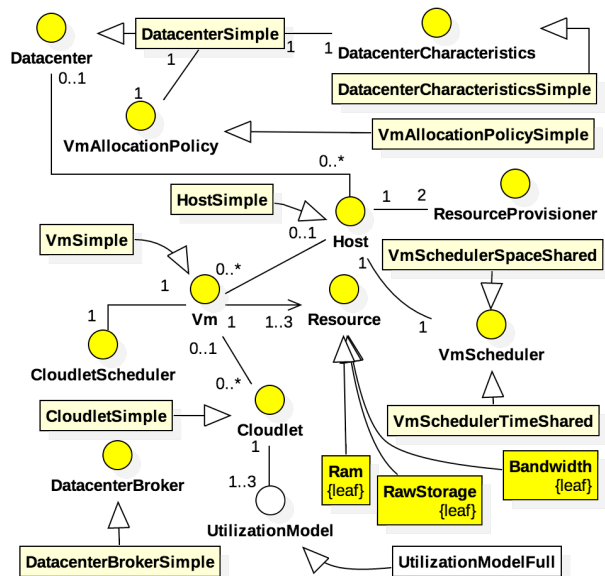 DatacenterSimple
Datacenter
1
1
1
DatacenterCharacteristics
0..1
DatacenterCharacteristicsSimple
1
VmAllocationPolicy
VmAllocationPolicySimple
0..*
HostSimple
1
2
ResourceProvisioner
0..1
Host
VmSimple
VmSchedulerSpaceShared
0..*
1
1
1
Vm
1
1..3
Resource
1
VmScheduler
CloudletScheduler
0..1
0..*
CloudletSimple
Cloudlet
VmSchedulerTimeShared
1
DatacenterBroker
Ram
{leaf}
RawStorage
{leaf}
Bandwidth
{leaf}
1..3
UtilizationModel
DatacenterBrokerSimple
UtilizationModelFull